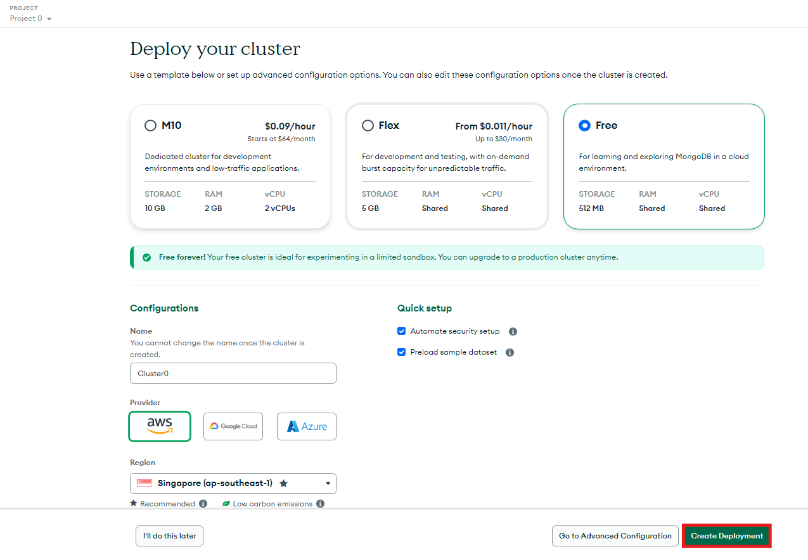 PROJECT
Project 0
Deploy your cluster
Use a template below or set up advanced configuration options. You can also edit these configuration options once the cluster is created.
M10 $0.09/hour
Starts at $64/month
Dedicated cluster for development
environments and low-traffic applications.
STORAGE RAM vCPU
10 GB 2 GB 2 vCPUs
Flex From $0.011/hour
Up to $30/month
For development and testing, with on-demand
burst capacity for unpredictable traffic.
STORAGE RAM vCPU
5 GB Shared Shared
Free
For learning and exploring MongoDB in a cloud
environment.
STORAGE RAM vCPU
512 MB Shared Shared
Free forever! Your free cluster is ideal for experimenting in a limited sandbox. You can upgrade to a production cluster anytime.
Configurations
Name
You cannot change the name once the cluster is
created.
Cluster0
Provider
aws Google Cloud Azure
Region
Singapore (ap-southeast-1) ★
★ Recommended Low carbon emissions
Quick setup
Automate security setup
Preload sample dataset
I'll do this later
Go to Advanced Configuration
Create Deployment